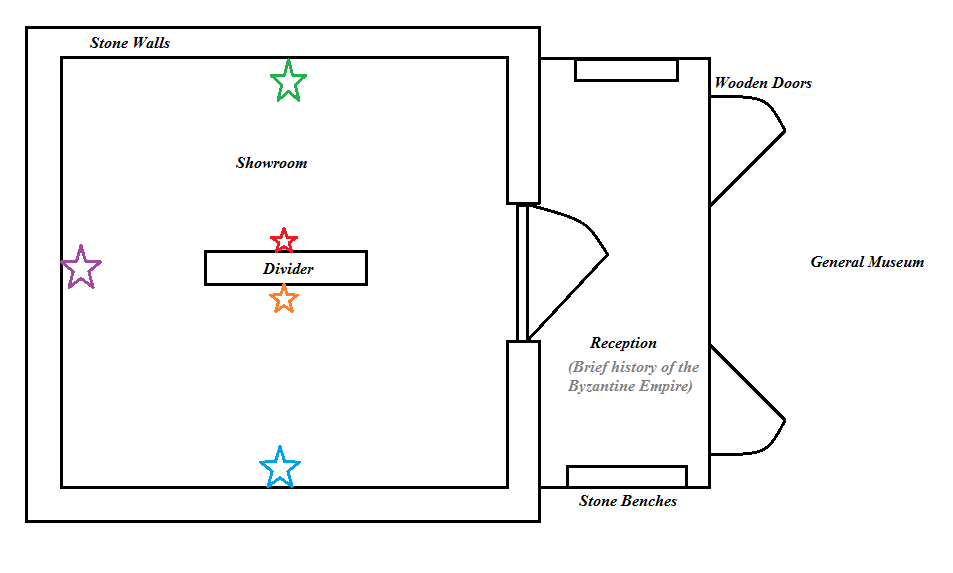 Stone Walls
Wooden Doors
Showroom
General Museum
Divider
Reception
(Brief history of the
Byzantine Empire)
Stone Benches